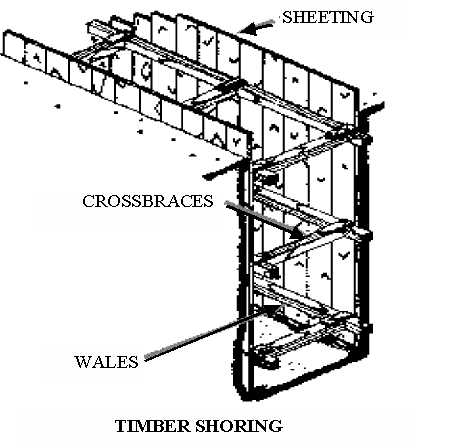 SHEETING
CROSSBRACES
WALES
TIMBER SHORING